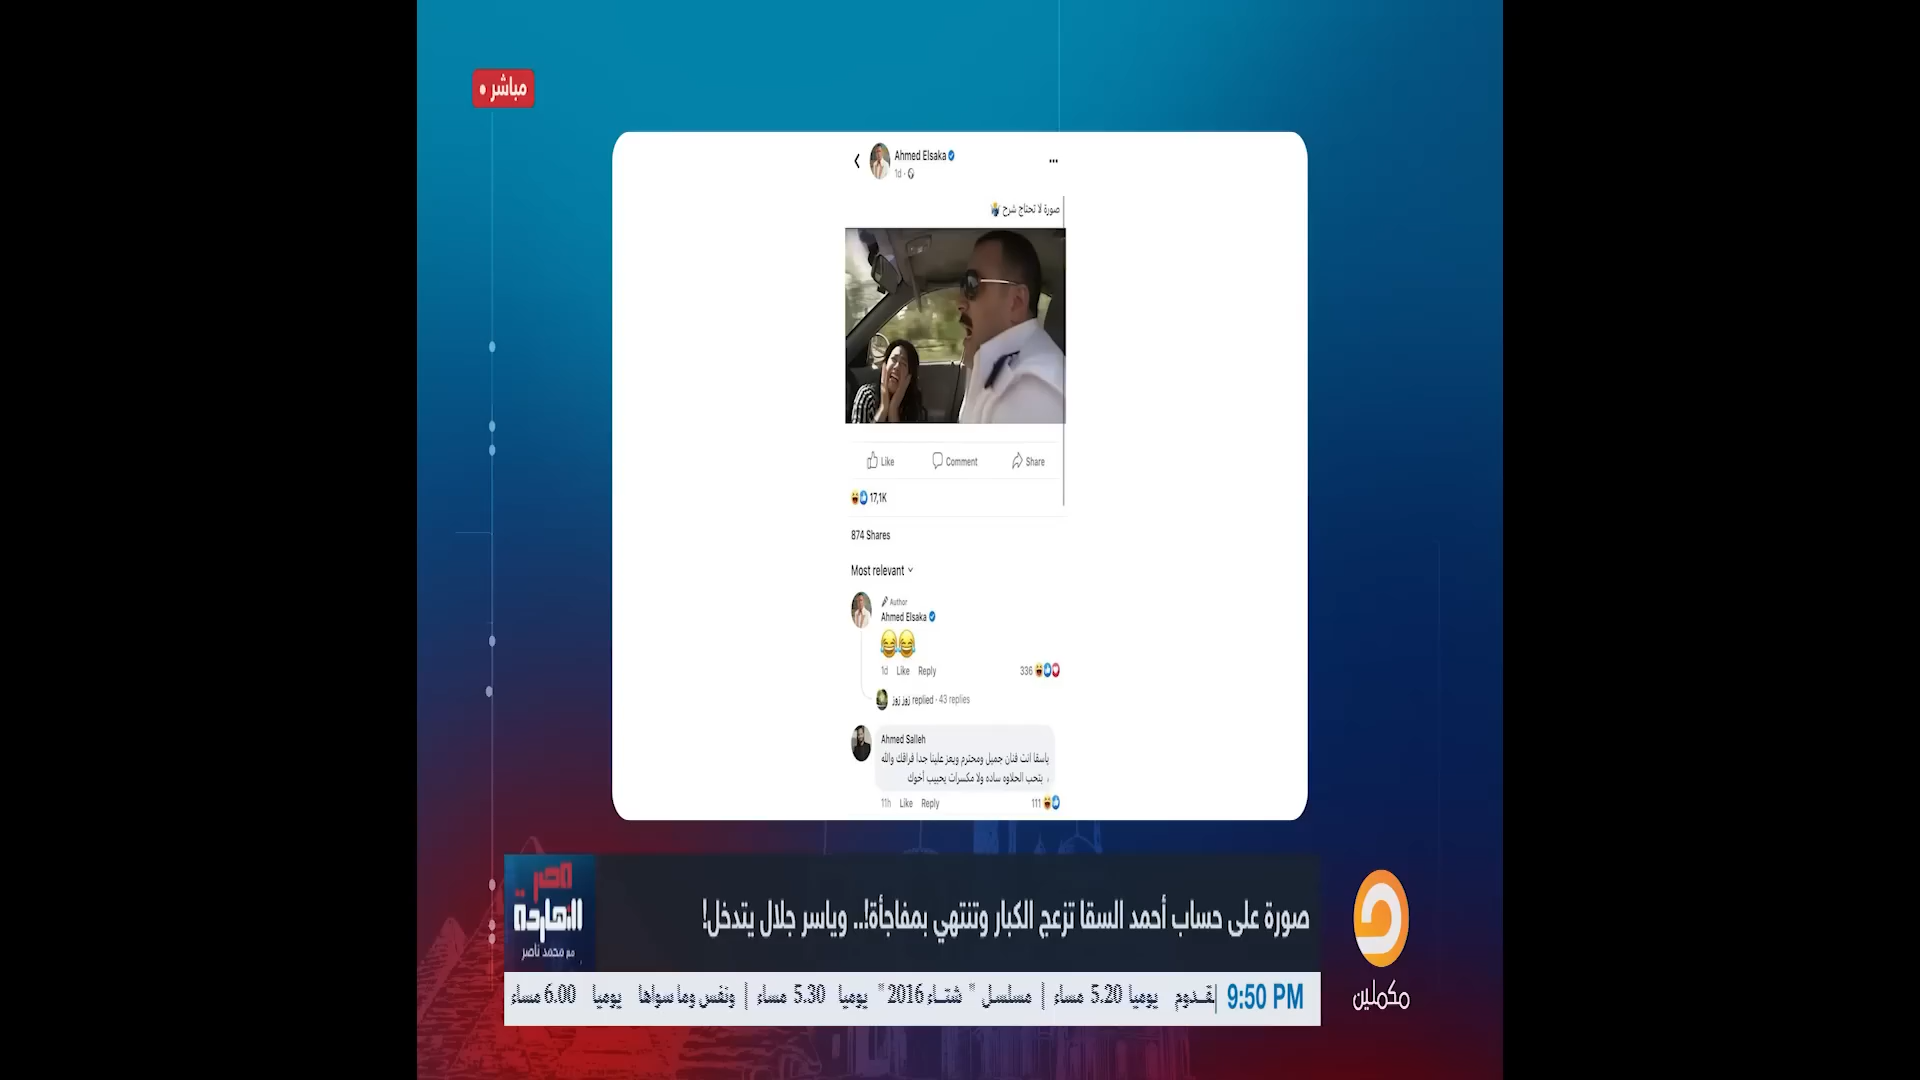 مباشر
Ahmed Elsaka
1d
صورة لا تحتاج شرح 🤷
Like Comment Share
17,1K
874 Shares
Most relevant
Author
Ahmed Elsaka
😂😂
1d Like Reply 336
زوز زوز replied · 43 replies
Ahmed Salleh
ياسقا انت فنان جميل ومحترم ويعز علينا جدا فراقك والله
، بتحب الحلاوه ساده ولا مكسرات يحبيب أخوك
11h Like Reply 111
مصر
النهاردة
مع محمد ناصر
صورة على حساب أحمد السقا تزعج الكبار وتنتهي بمفاجأة!.. وياسر جلال يتدخل!
9:50 PM
يوميا 5.20 مساء | مسلسل " شتاء 2016" يوميا 5.30 مساء | ونفس وما سواها يوميا 6.00 مساء
مكملين